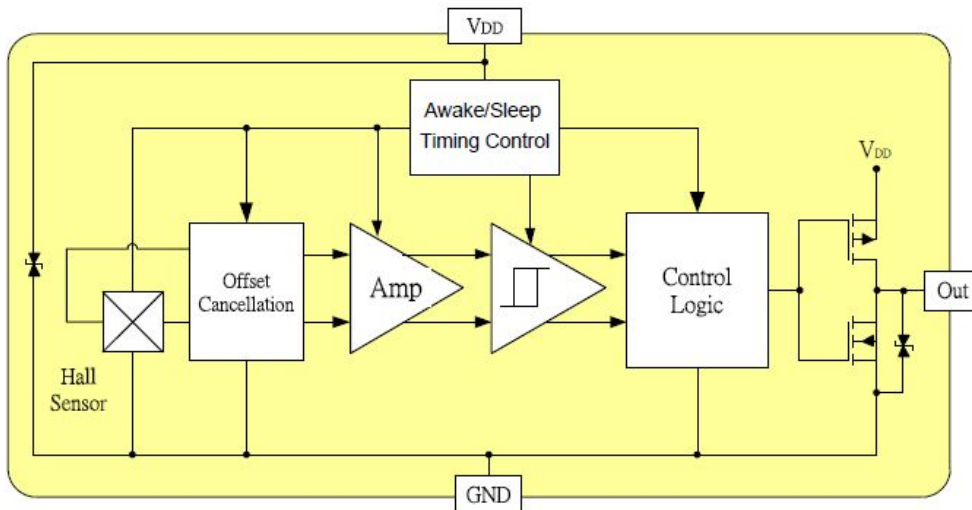 VDD
Awake/Sleep
Timing Control
VDD
Offset
Cancellation
Amp
Control
Logic
Out
Hall
Sensor
GND